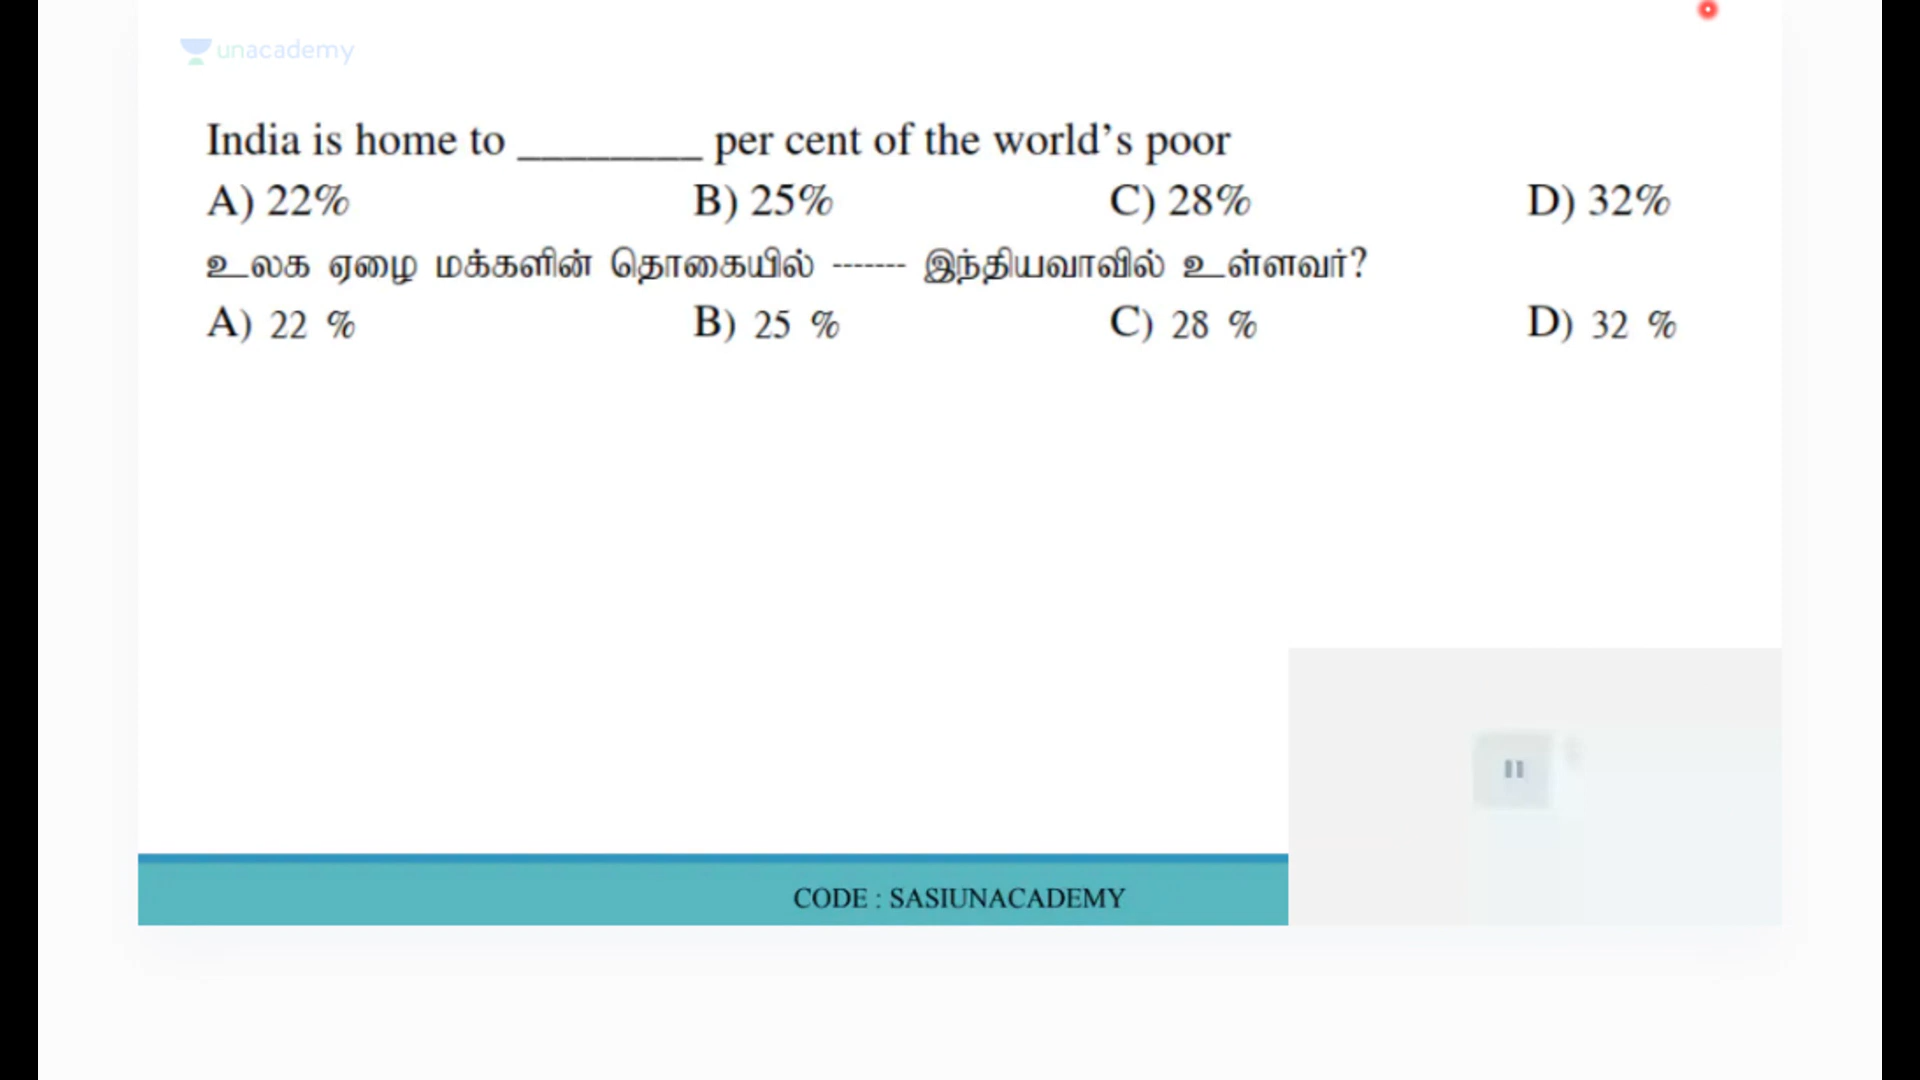 unacademy
India is home to ________ per cent of the world’s poor
A) 22% B) 25% C) 28% D) 32%
உலக ஏழை மக்களின் தொகையில் ------- இந்தியவாவில் உள்ளவர்?
A) 22 % B) 25 % C) 28 % D) 32 %
CODE : SASIUNACADEMY